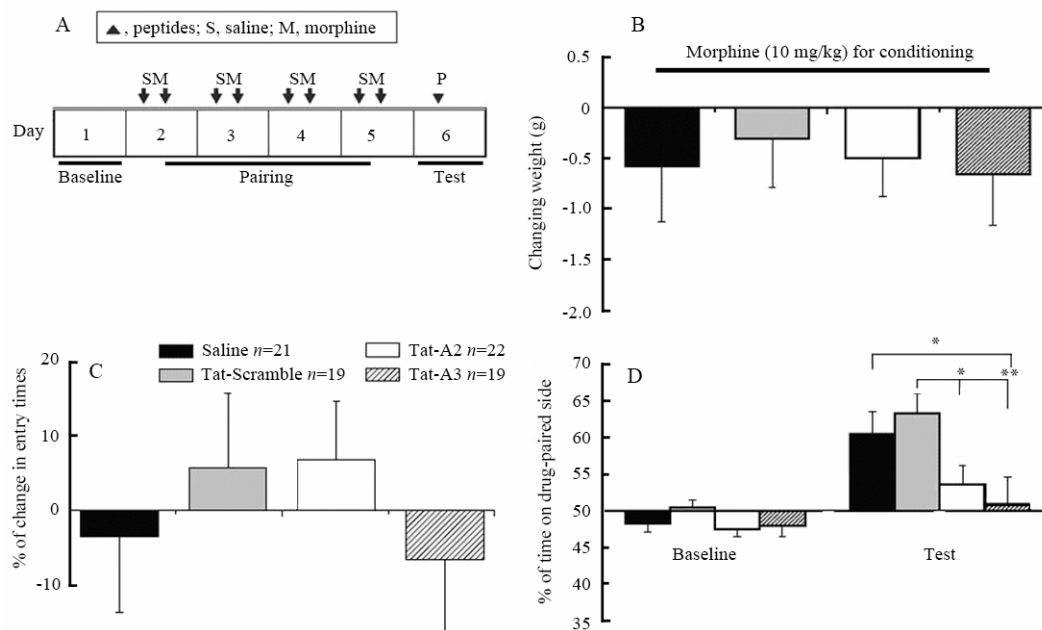 A
▲, peptides; S, saline; M, morphine
SM SM SM SM P
Day 1 2 3 4 5 6
Baseline Pairing Test
B
Morphine (10 mg/kg) for conditioning
Changing weight (g)
0.5
0
-0.5
-1.0
-1.5
-2.0
C
Saline n=21 Tat-A2 n=22
Tat-Scramble n=19 Tat-A3 n=19
% of change in entry times
20
10
0
-10
D
% of time on drug-paired side
70
65
60
55
50
45
40
35
*
* **
Baseline Test